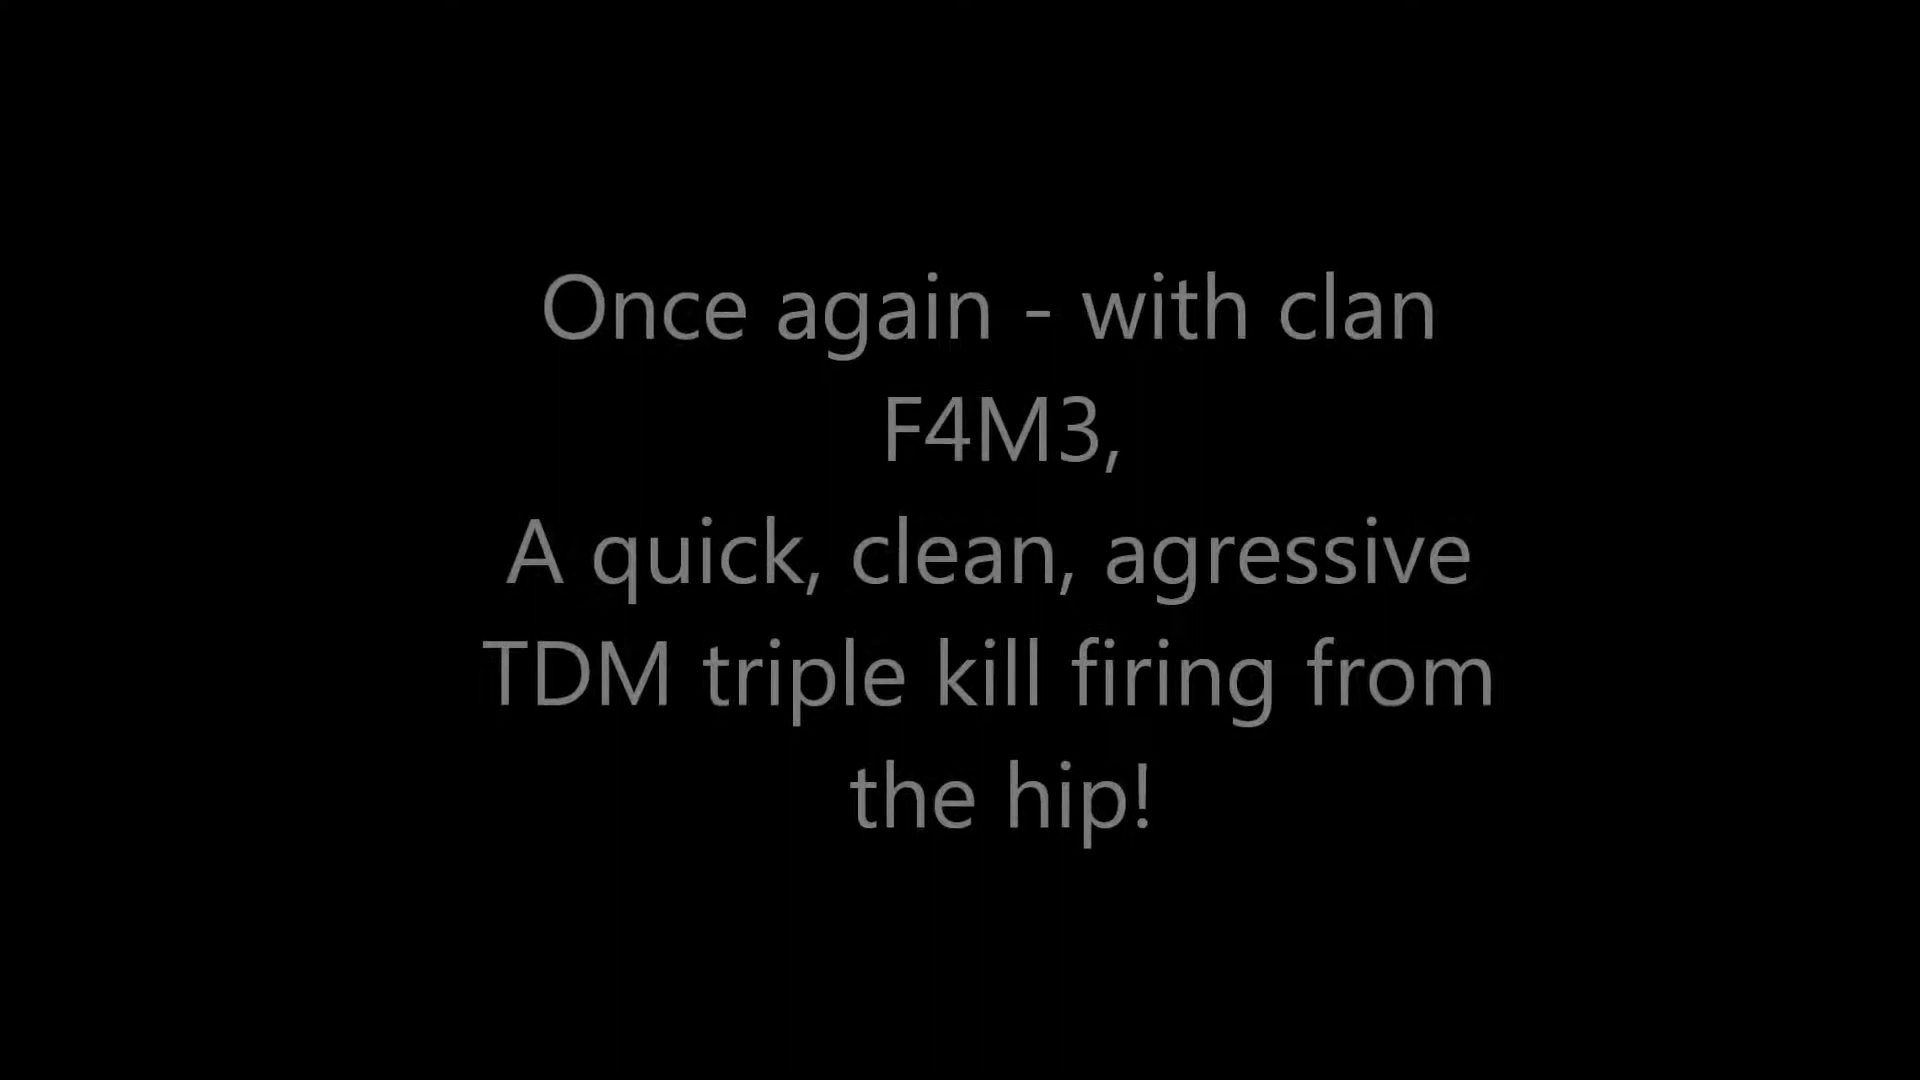 Once again - with clan
F4M3,
A quick, clean, agressive
TDM triple kill firing from
the hip!